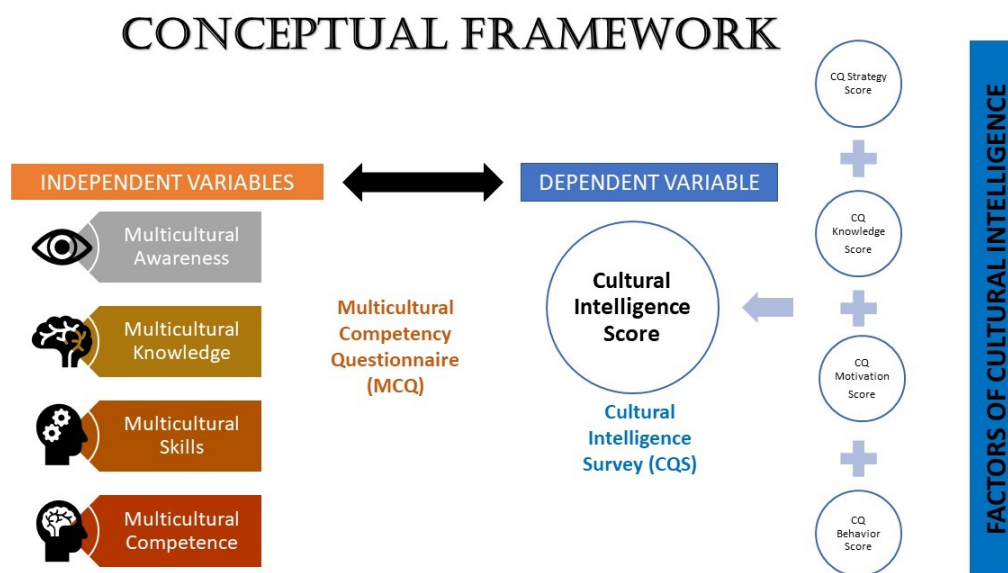 CONCEPTUAL FRAMEWORK
INDEPENDENT VARIABLES
Multicultural
Awareness
Multicultural
Knowledge
Multicultural
Skills
Multicultural
Competence
Multicultural
Competency
Questionnaire
(MCQ)
DEPENDENT VARIABLE
Cultural
Intelligence
Score
Cultural
Intelligence
Survey (CQS)
CQ Strategy
Score
CQ
Knowledge
Score
CQ
Motivation
Score
CQ
Behavior
Score
FACTORS OF CULTURAL INTELLIGENCE